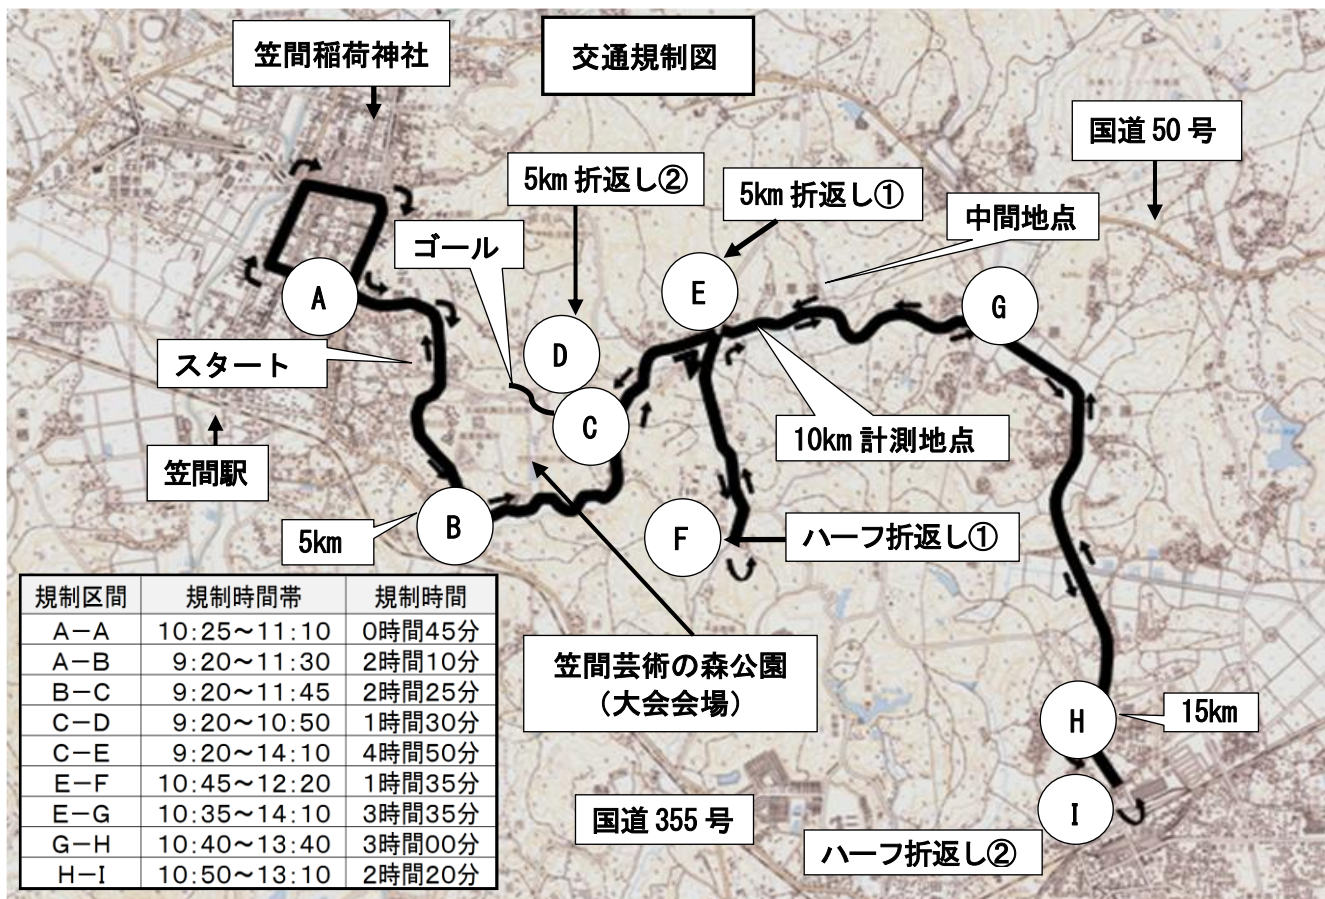 交通規制図
笠間稲荷神社
国道50号
5km折返し②
5km折返し①
中間地点
ゴール
E
G
A
D
スタート
C
10km計測地点
笠間駅
B
5km
F
ハーフ折返し①
規制区間 規制時間帯 規制時間
A－A 10:25～11:10 0時間45分
A－B 9:20～11:30 2時間10分
B－C 9:20～11:45 2時間25分
C－D 9:20～10:50 1時間30分
C－E 9:20～14:10 4時間50分
E－F 10:45～12:20 1時間35分
E－G 10:35～14:10 3時間35分
G－H 10:40～13:40 3時間00分
H－I 10:50～13:10 2時間20分
笠間芸術の森公園
（大会会場）
H
15km
国道355号
I
ハーフ折返し②